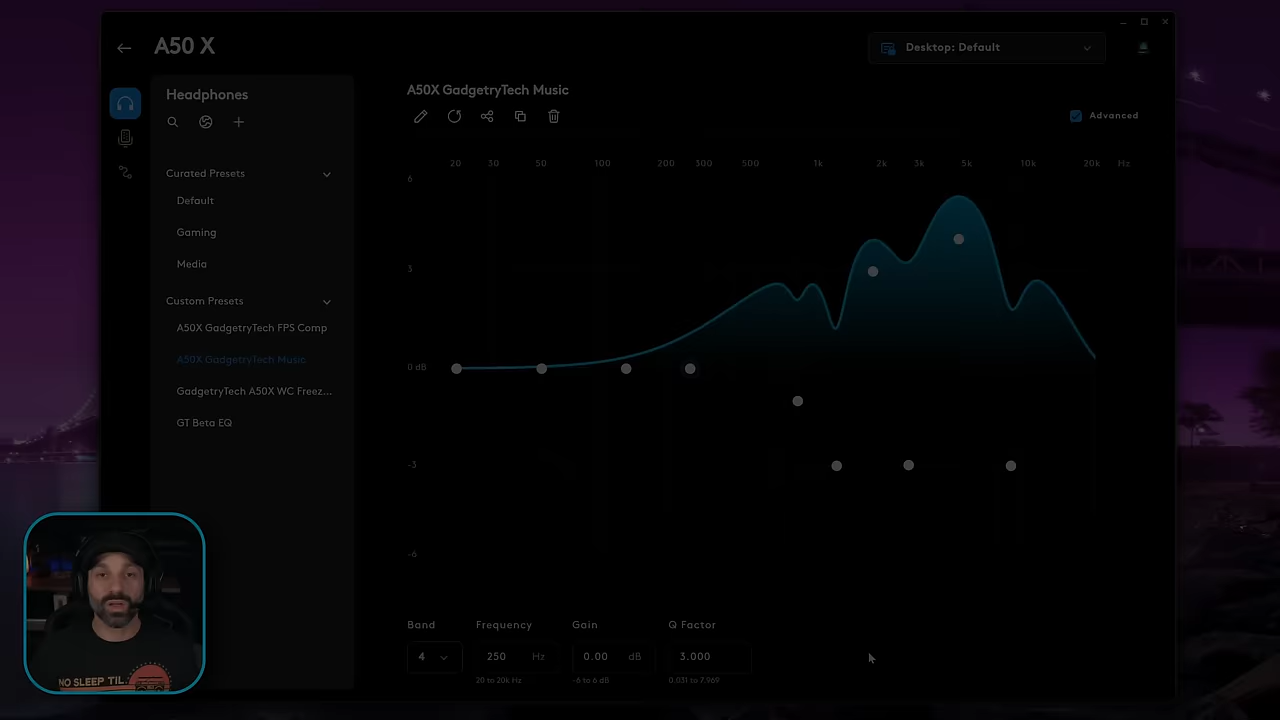 A50 X
Desktop: Default
Headphones
Curated Presets
Default
Gaming
Media
Custom Presets
A50X GadgetryTech FPS Comp
A50X GadgetryTech Music
GadgetryTech A50X WC Freez...
GT Beta EQ
A50X GadgetryTech Music
Advanced
20 30 50 100 200 300 500 1k 2k 3k 5k 10k 20k Hz
6
3
0 dB
-3
-6
Band Frequency Gain Q Factor
4 250 Hz 0.00 dB 3.000
20 to 20k Hz -6 to 6 dB 0.031 to 7.969
NO SLEEP TIL